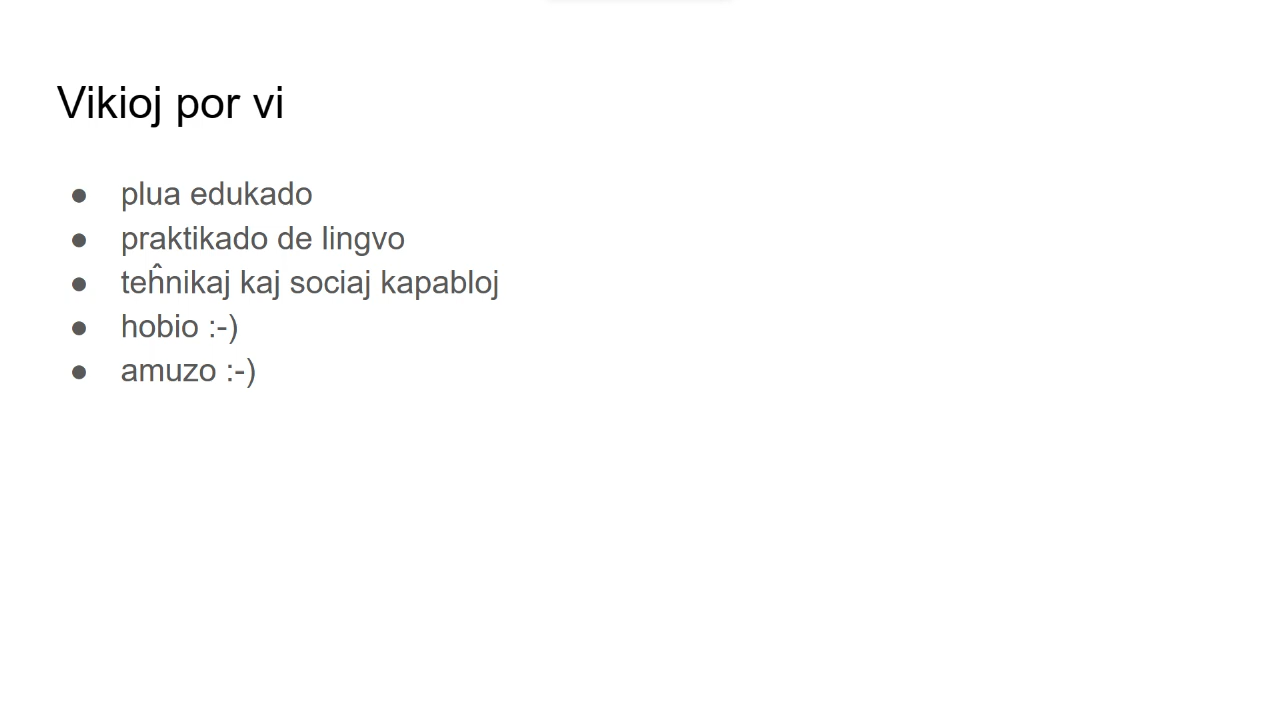 Vikioj por vi
● plua edukado
● praktikado de lingvo
● teĥnikaj kaj sociaj kapabloj
● hobio :-)
● amuzo :-)